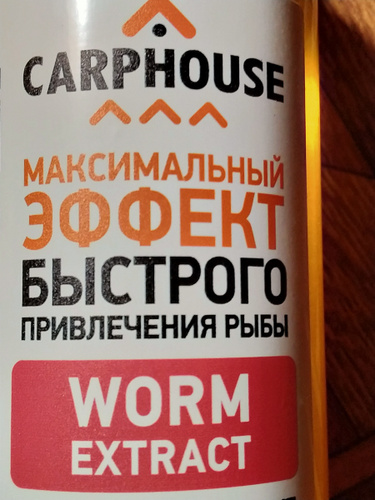 CARPHOUSE
МАКСИМАЛЬНЫЙ
ЭФФЕКТ
БЫСТРОГО
ПРИВЛЕЧЕНИЯ РЫБЫ
WORM
EXTRACT